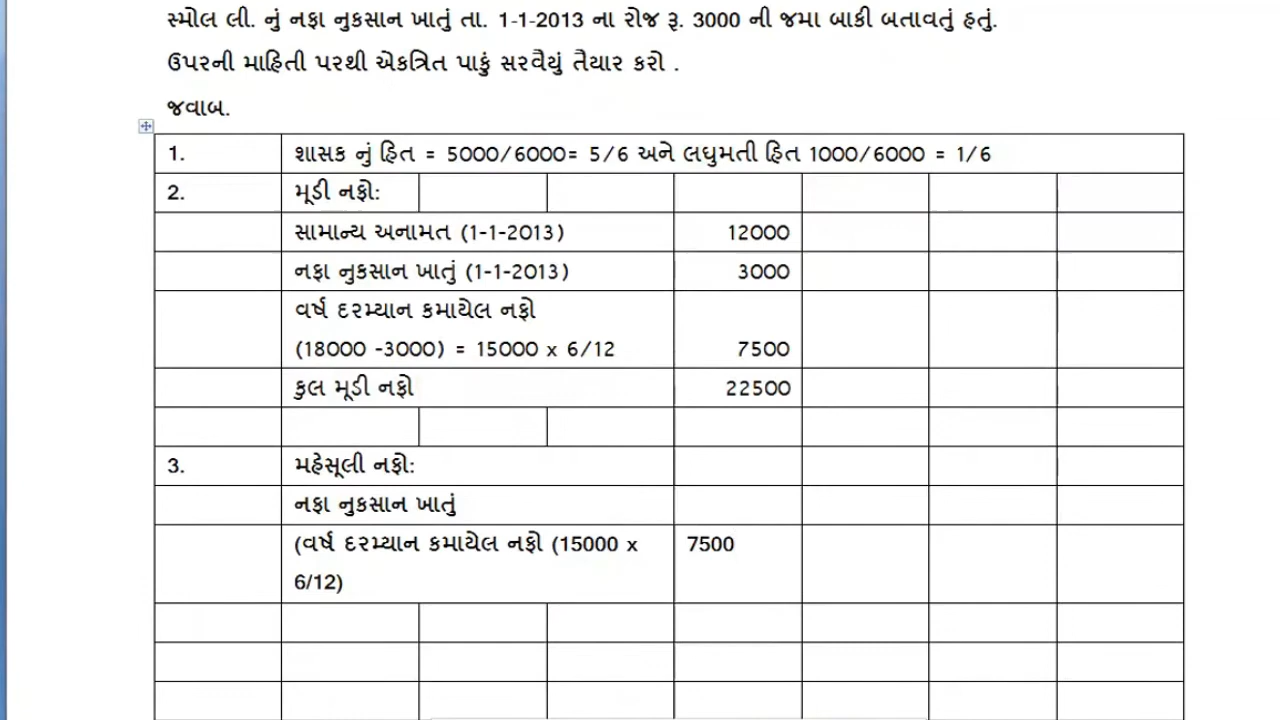 સ્મોલ લી. નું નફા નુકસાન ખાતું તા. 1-1-2013 ના રોજ રૂ. 3000 ની જમા બાકી બતાવતું હતું.
ઉપરની માહિતી પરથી એકત્રિત પાકું સરવૈયું તૈયાર કરો .
જવાબ.
1. શાસક નું હિત = 5000/6000= 5/6 અને લઘુમતી હિત 1000/6000 = 1/6
2. મૂડી નફો:
સામાન્ય અનામત (1-1-2013) 12000
નફા નુકસાન ખાતું (1-1-2013) 3000
વર્ષ દરમ્યાન કમાયેલ નફો
(18000 -3000) = 15000 x 6/12 7500
કુલ મૂડી નફો 22500
3. મહેસૂલી નફો:
નફા નુકસાન ખાતું
(વર્ષ દરમ્યાન કમાયેલ નફો (15000 x 7500
6/12)